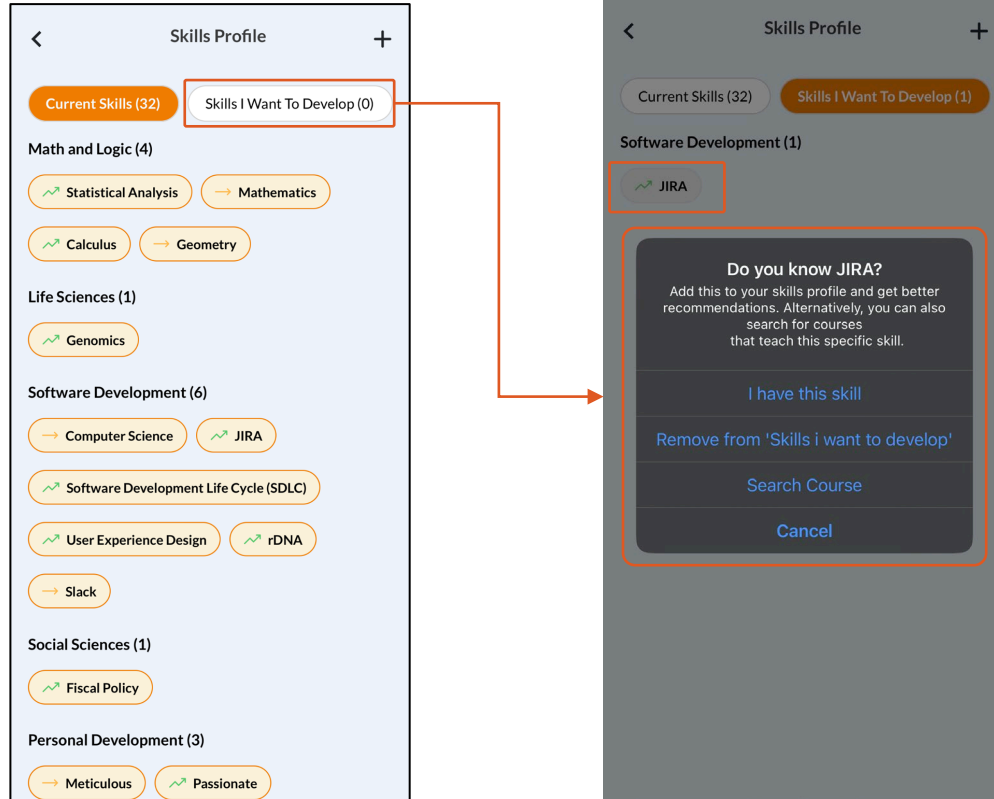 Skills Profile
Current Skills (32) Skills I Want To Develop (0)
Math and Logic (4)
Statistical Analysis Mathematics
Calculus Geometry
Life Sciences (1)
Genomics
Software Development (6)
Computer Science JIRA
Software Development Life Cycle (SDLC)
User Experience Design rDNA
Slack
Social Sciences (1)
Fiscal Policy
Personal Development (3)
Meticulous Passionate
Skills Profile
Current Skills (32) Skills I Want To Develop (1)
Software Development (1)
JIRA
Do you know JIRA?
Add this to your skills profile and get better
recommendations. Alternatively, you can also
search for courses
that teach this specific skill.
I have this skill
Remove from 'Skills i want to develop'
Search Course
Cancel